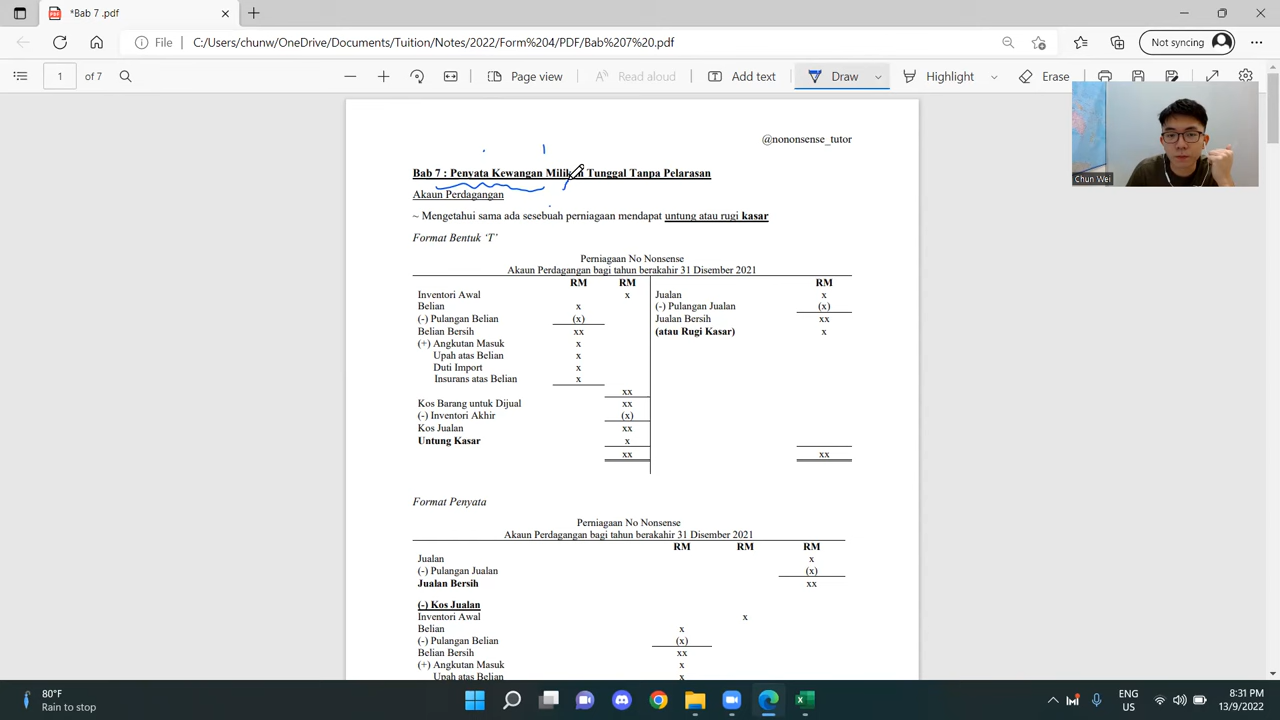 *Bab 7 .pdf
File C:/Users/chunw/OneDrive/Documents/Tuition/Notes/2022/Form%204/PDF/Bab%207%20.pdf Not syncing
1 of 7 Page view Read aloud Add text Draw Highlight Erase
Chun Wei
@nononsense_tutor
Bab 7 : Penyata Kewangan Milikan Tunggal Tanpa Pelarasan
Akaun Perdagangan
~ Mengetahui sama ada sesebuah perniagaan mendapat untung atau rugi kasar
Format Bentuk ‘T’
Perniagaan No Nonsense
Akaun Perdagangan bagi tahun berakahir 31 Disember 2021
RM RM RM
Inventori Awal x Jualan x
Belian x (-) Pulangan Jualan (x)
(-) Pulangan Belian (x) Jualan Bersih xx
Belian Bersih xx (atau Rugi Kasar) x
(+) Angkutan Masuk x
Upah atas Belian x
Duti Import x
Insurans atas Belian x
xx
Kos Barang untuk Dijual xx
(-) Inventori Akhir (x)
Kos Jualan xx
Untung Kasar x
xx xx
Format Penyata
Perniagaan No Nonsense
Akaun Perdagangan bagi tahun berakahir 31 Disember 2021
RM RM RM
Jualan x
(-) Pulangan Jualan (x)
Jualan Bersih xx
(-) Kos Jualan
Inventori Awal x
Belian x
(-) Pulangan Belian (x)
Belian Bersih xx
(+) Angkutan Masuk x
Upah atas Belian x
80°F
Rain to stop
ENG
US
8:31 PM
13/9/2022